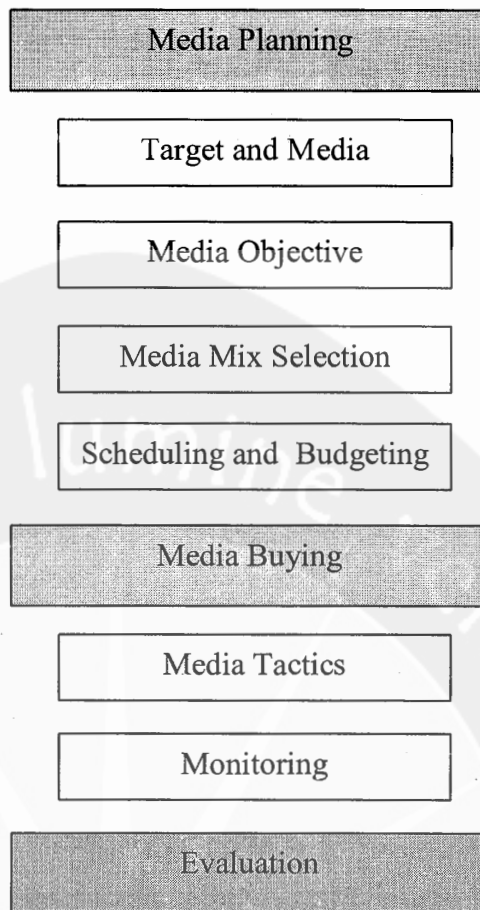 Media Planning
Target and Media
Media Objective
Media Mix Selection
Scheduling and Budgeting
lumine
Media Buying
Media Tactics
Monitoring
Evaluation